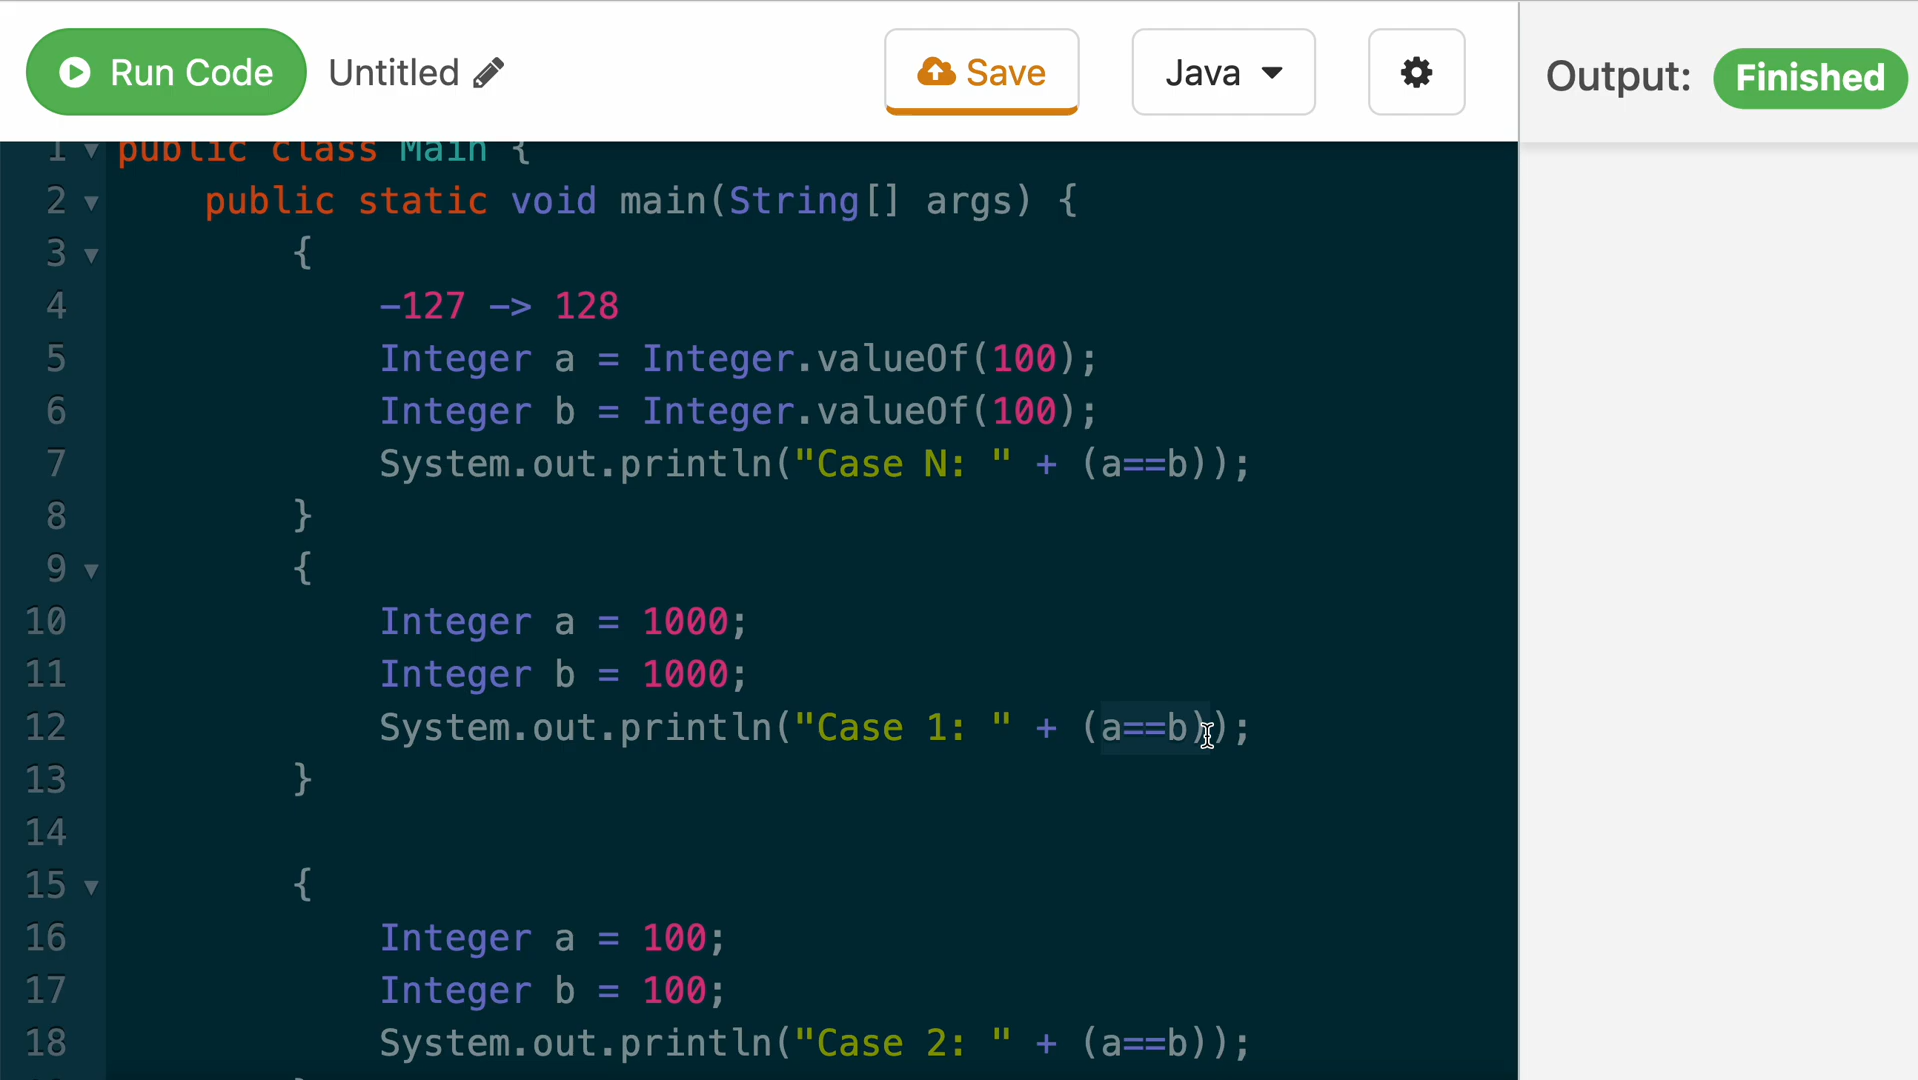 Run Code Untitled Save Java Output: Finished
1 public class Main {
2 public static void main(String[] args) {
3 {
4 -127 -> 128
5 Integer a = Integer.valueOf(100);
6 Integer b = Integer.valueOf(100);
7 System.out.println("Case N: " + (a==b));
8 }
9 {
10 Integer a = 1000;
11 Integer b = 1000;
12 System.out.println("Case 1: " + (a==b));
13 }
14
15 {
16 Integer a = 100;
17 Integer b = 100;
18 System.out.println("Case 2: " + (a==b));